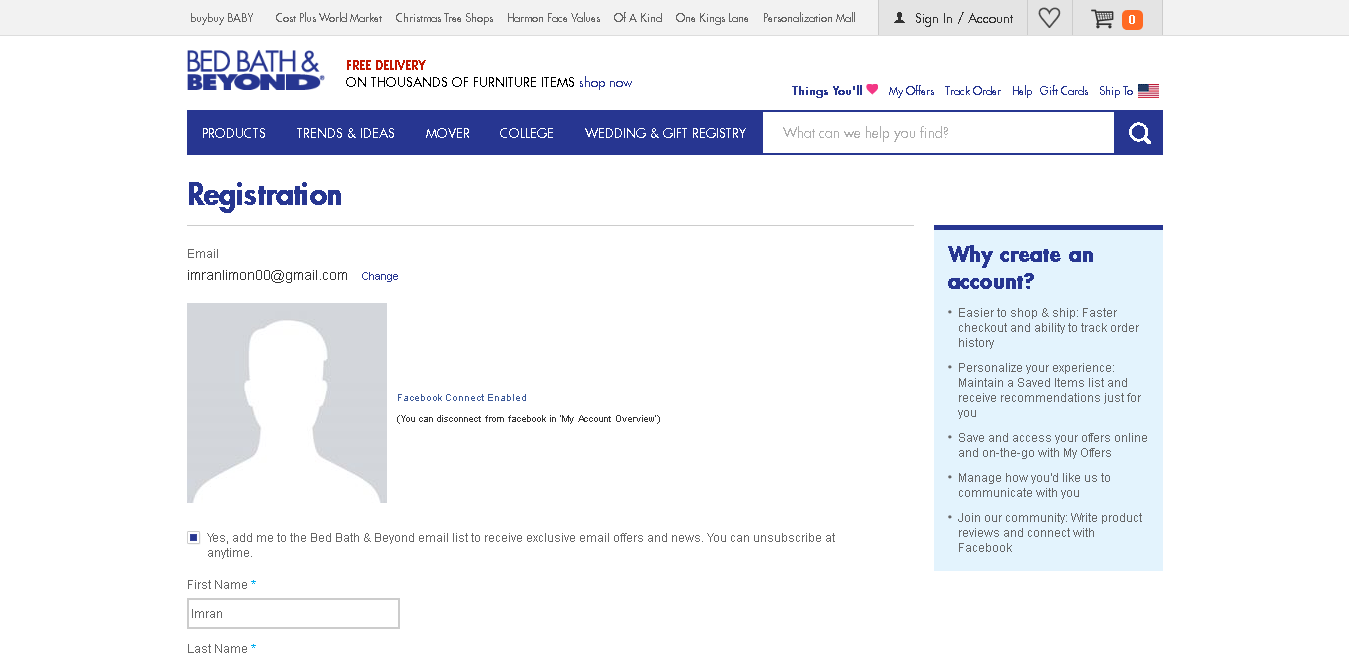 buybuy BABY Cost Plus World Market Christmas Tree Shops Harmon Face Values Of A Kind One Kings Lane Personalization Mall Sign In / Account 0
BED BATH &
BEYOND
FREE DELIVERY
ON THOUSANDS OF FURNITURE ITEMS shop now
Things You'll My Offers Track Order Help Gift Cards Ship To
PRODUCTS TRENDS & IDEAS MOVER COLLEGE WEDDING & GIFT REGISTRY What can we help you find?
Registration
Email
imranlimon00@gmail.com Change
Facebook Connect Enabled
(You can disconnect from facebook in 'My Account Overview')
Yes, add me to the Bed Bath & Beyond email list to receive exclusive email offers and news. You can unsubscribe at
anytime.
First Name *
Imran
Last Name *
Why create an
account?
• Easier to shop & ship: Faster
checkout and ability to track order
history
• Personalize your experience:
Maintain a Saved Items list and
receive recommendations just for
you
• Save and access your offers online
and on-the-go with My Offers
• Manage how you'd like us to
communicate with you
• Join our community: Write product
reviews and connect with
Facebook